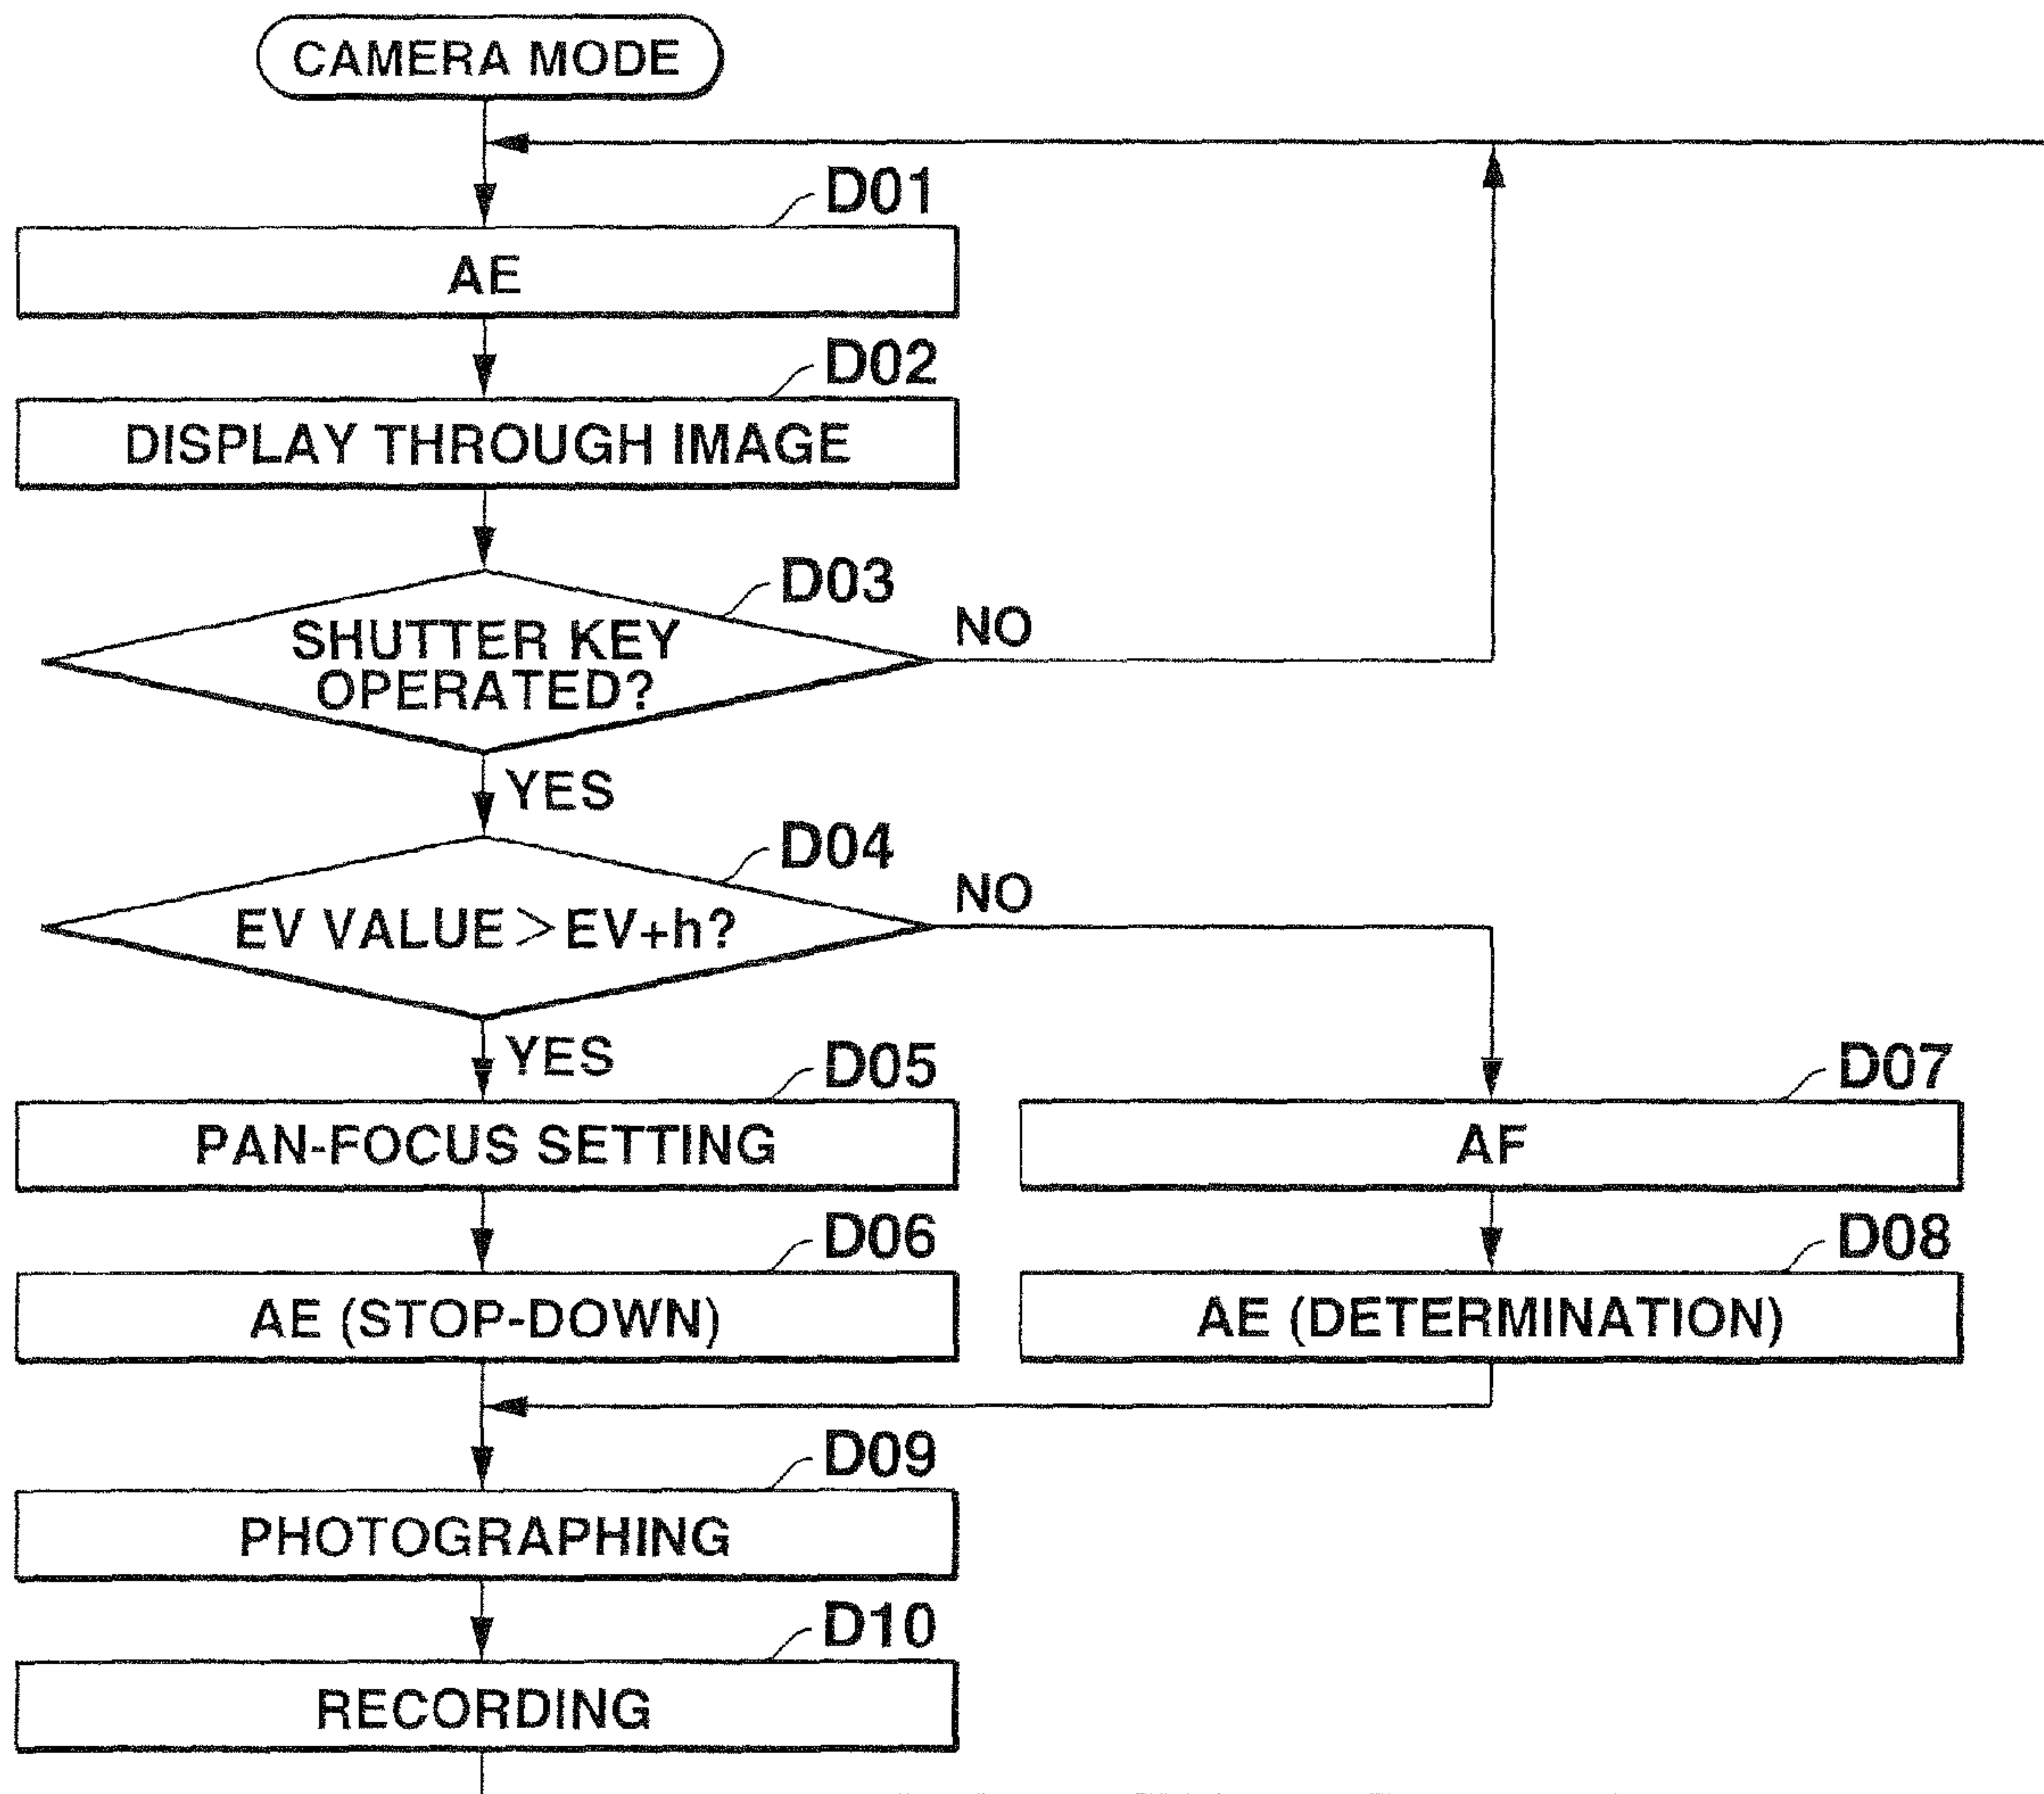 CAMERA MODE
D01
AE
D02
DISPLAY THROUGH IMAGE
D03
SHUTTER KEY
OPERATED?
NO
YES
D04
EV VALUE>EV+h?
NO
YES
D05
PAN-FOCUS SETTING
D07
AF
D06
AE (STOP-DOWN)
D08
AE (DETERMINATION)
D09
PHOTOGRAPHING
D10
RECORDING